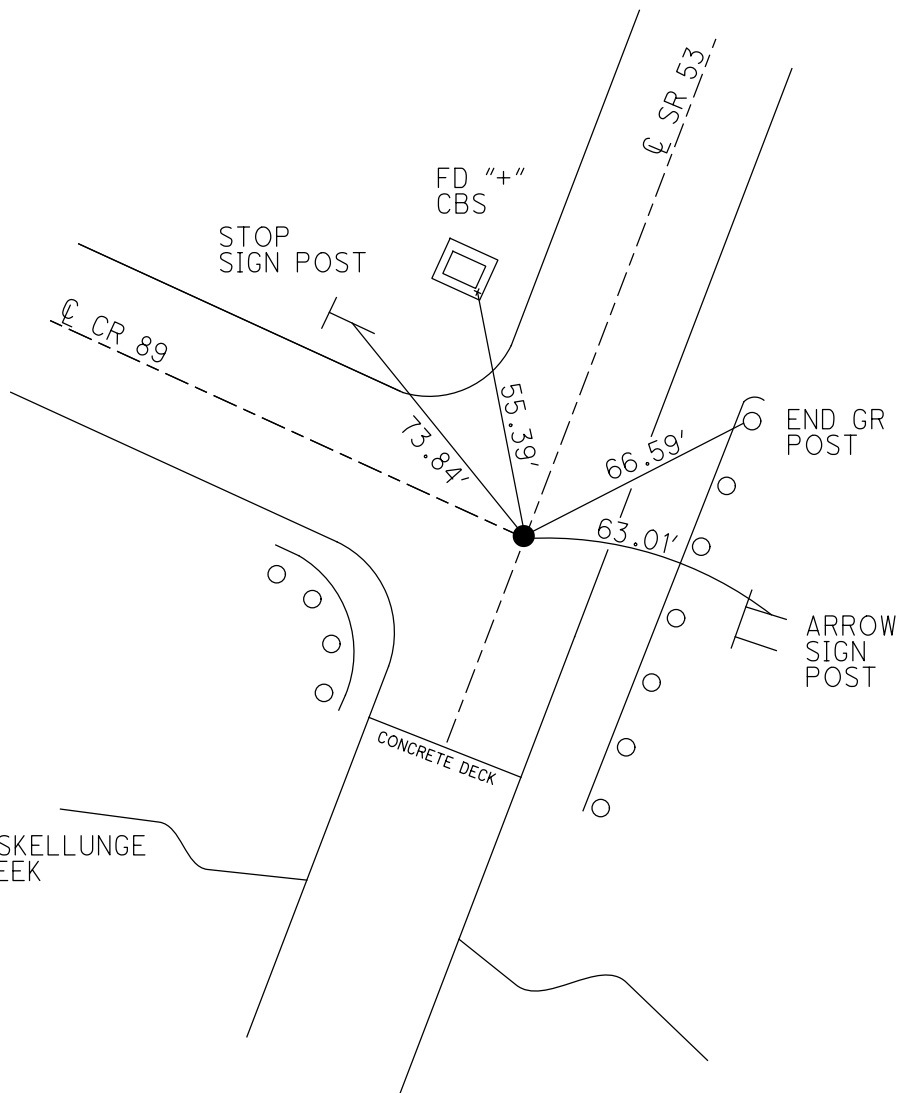 ℄ SR 53
FD "+"
CBS
STOP
SIGN POST
℄ CR 89
55.39'
73.84'
66.59'
END GR
POST
63.01'
ARROW
SIGN
POST
CONCRETE DECK
SKELLUNGE
EEK